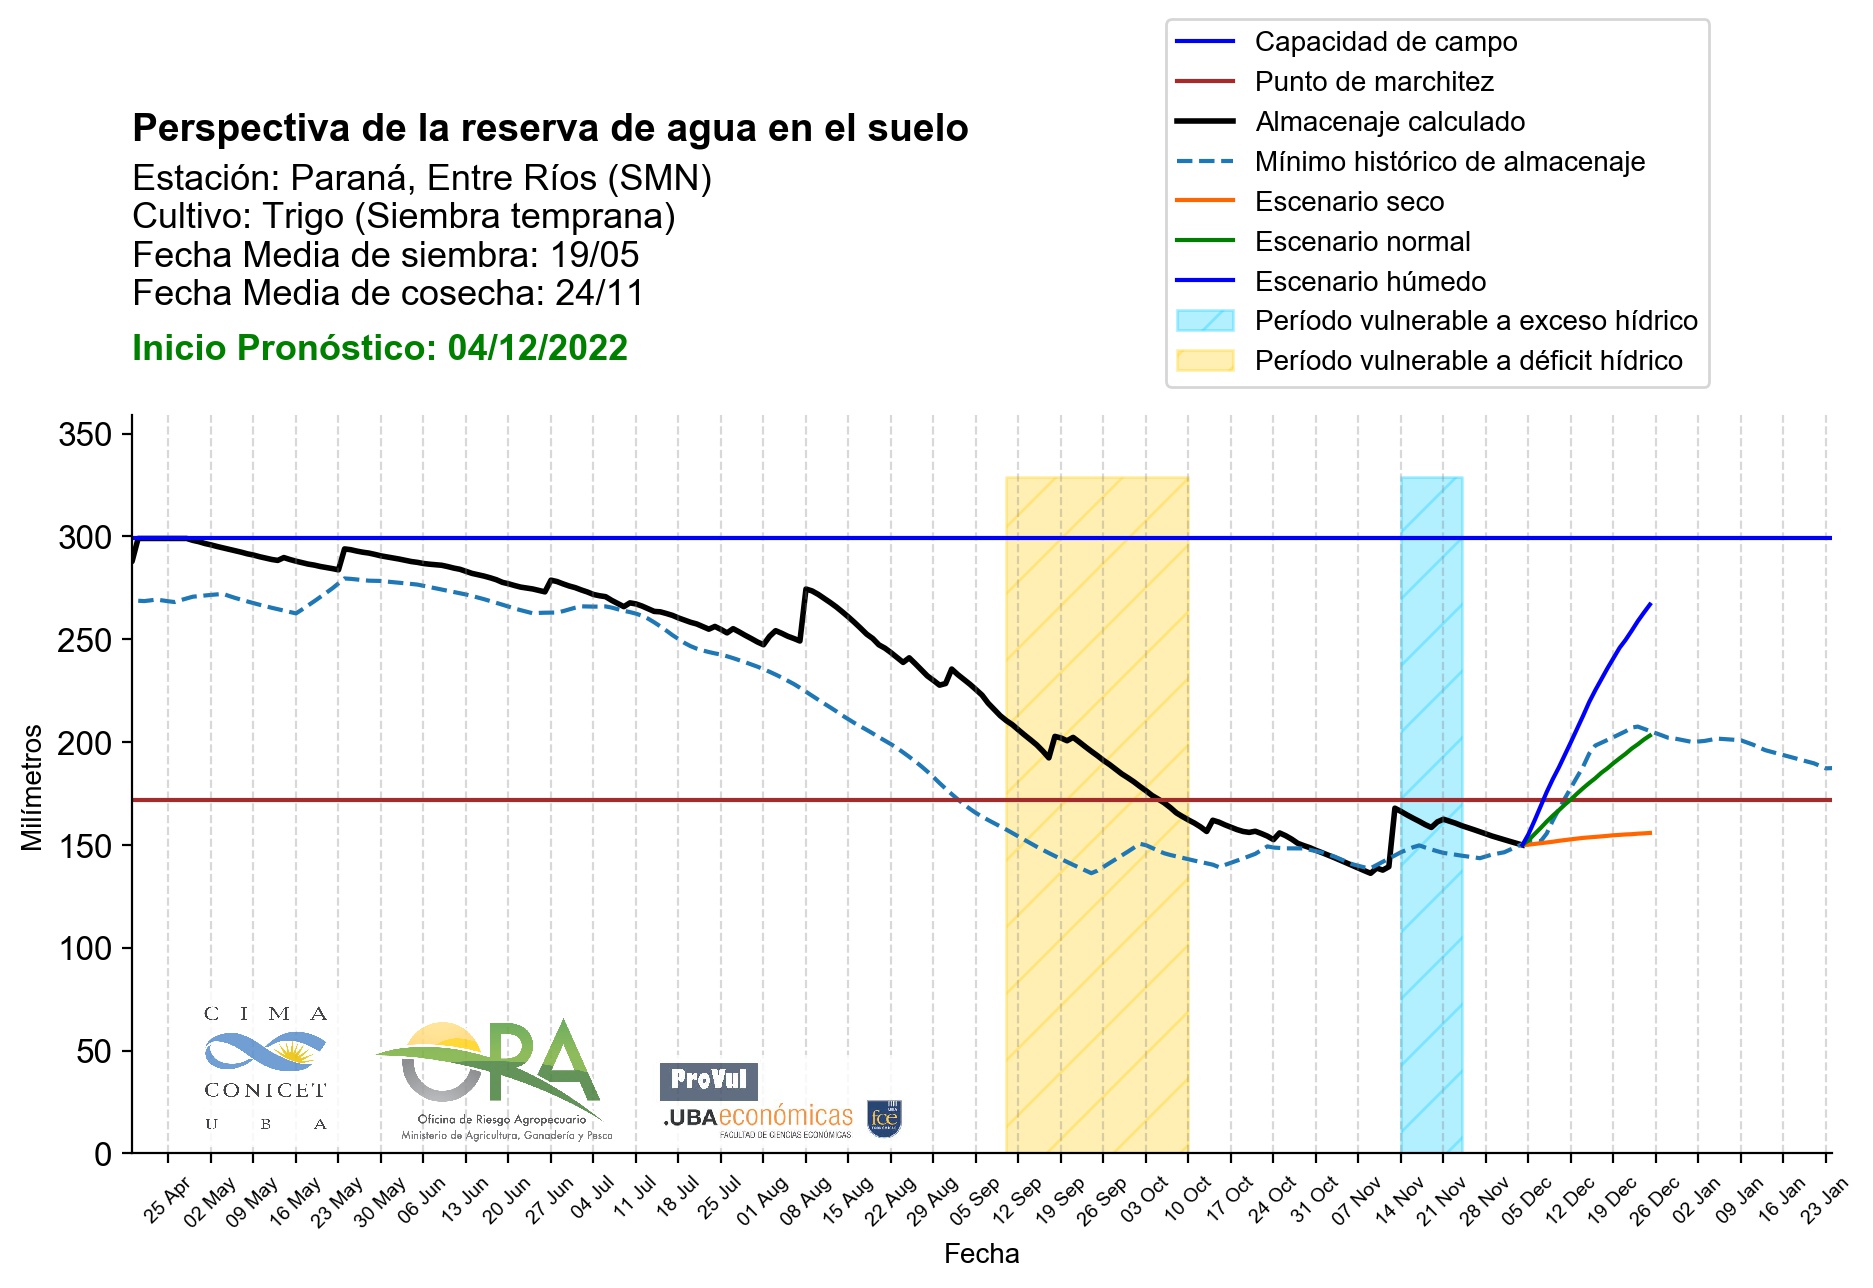 Capacidad de campo
Punto de marchitez
Almacenaje calculado
Mínimo histórico de almacenaje
Escenario seco
Escenario normal
Escenario húmedo
Período vulnerable a exceso hídrico
Período vulnerable a déficit hídrico
Perspectiva de la reserva de agua en el suelo
Estación: Paraná, Entre Ríos (SMN)
Cultivo: Trigo (Siembra temprana)
Fecha Media de siembra: 19/05
Fecha Media de cosecha: 24/11
Inicio Pronóstico: 04/12/2022
Milímetros
350
300
250
200
150
100
50
0
CIMA
CONICET
UBA
ORA
Oficina de Riesgo Agropecuario
Ministerio de Agricultura, Ganadería y Pesca
ProVul
.UBAeconómicas
FACULTAD DE CIENCIAS ECONÓMICAS
fce
25 Apr
02 May
09 May
16 May
23 May
30 May
06 Jun
13 Jun
20 Jun
27 Jun
04 Jul
11 Jul
18 Jul
25 Jul
01 Aug
08 Aug
15 Aug
22 Aug
29 Aug
05 Sep
12 Sep
19 Sep
26 Sep
03 Oct
10 Oct
17 Oct
24 Oct
31 Oct
07 Nov
14 Nov
21 Nov
28 Nov
05 Dec
12 Dec
19 Dec
26 Dec
02 Jan
09 Jan
16 Jan
23 Jan
Fecha